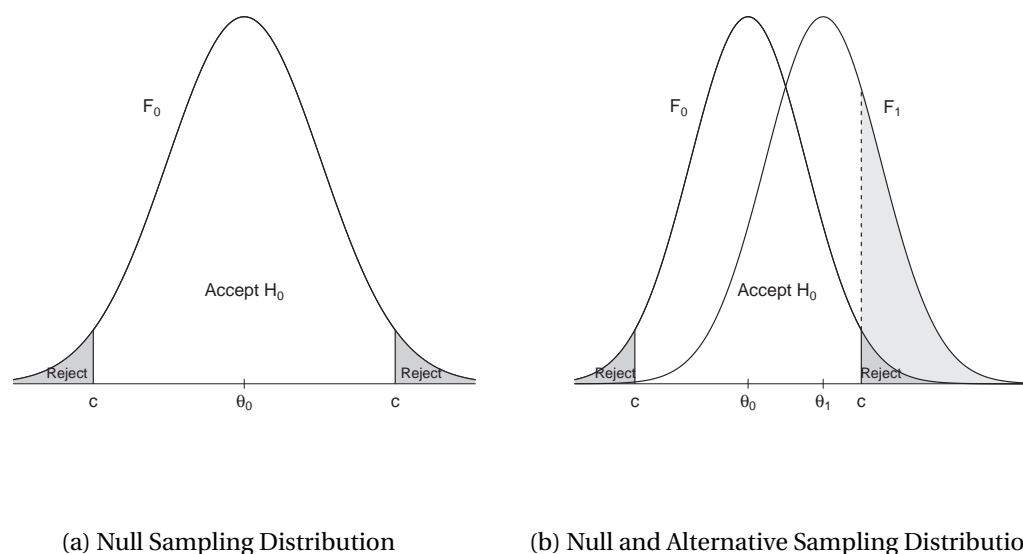 F₀
Accept H₀
Reject
Reject
c
θ₀
c
(a) Null Sampling Distribution
F₀
F₁
Accept H₀
Reject
Reject
c
θ₀
θ₁
c
(b) Null and Alternative Sampling Distributio